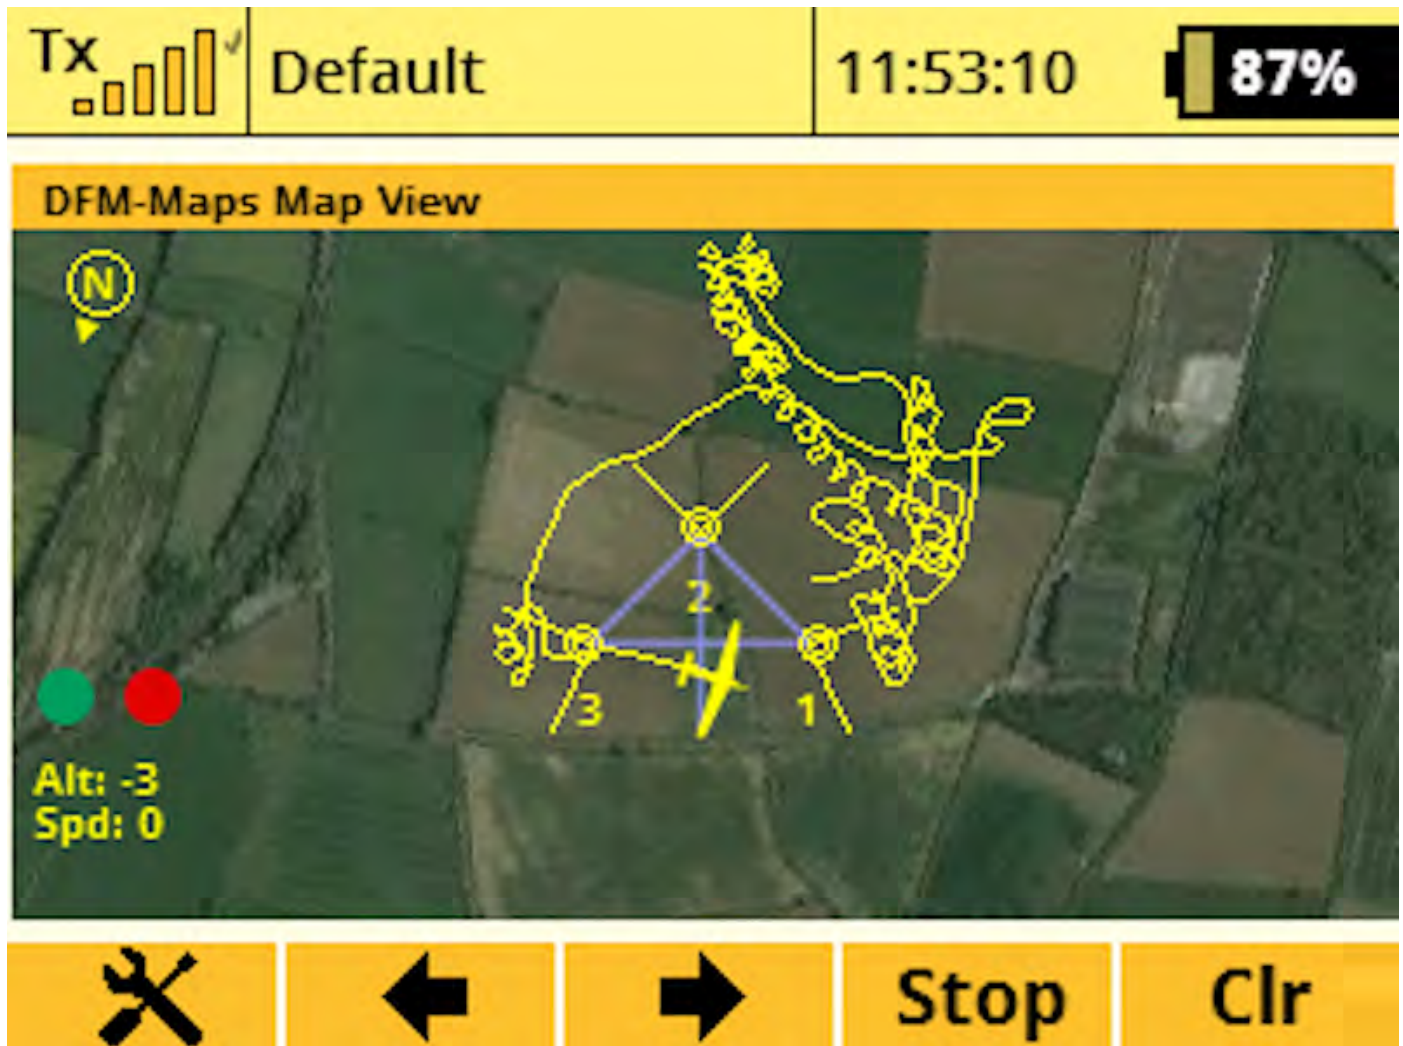 Tx Default 11:53:10 87%
DFM-Maps Map View
N
2
3 1
Alt: -3
Spd: 0
Stop Clr